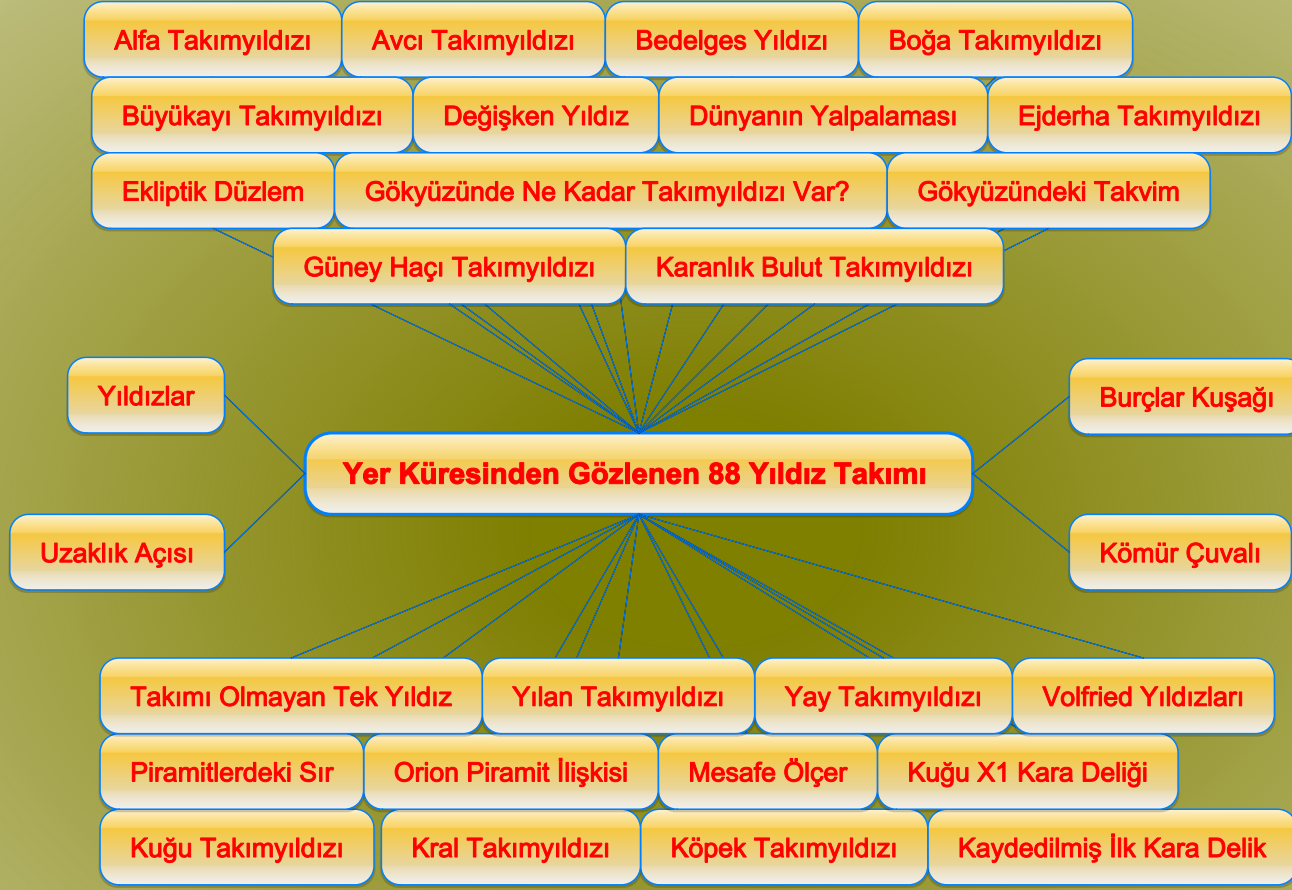 Alfa Takımyıldızı
Avcı Takımyıldızı
Bedelges Yıldızı
Boğa Takımyıldızı
Büyükayı Takımyıldızı
Değişken Yıldız
Dünyanın Yalpalaması
Ejderha Takımyıldızı
Ekliptik Düzlem
Gökyüzünde Ne Kadar Takımyıldızı Var?
Gökyüzündeki Takvim
Güney Haçı Takımyıldızı
Karanlık Bulut Takımyıldızı
Yıldızlar
Burçlar Kuşağı
Yer Küresinden Gözlenen 88 Yıldız Takımı
Uzaklık Açısı
Kömür Çuvalı
Takımı Olmayan Tek Yıldız
Yılan Takımyıldızı
Yay Takımyıldızı
Volfried Yıldızları
Piramitlerdeki Sır
Orion Piramit İlişkisi
Mesafe Ölçer
Kuğu X1 Kara Deliği
Kuğu Takımyıldızı
Kral Takımyıldızı
Köpek Takımyıldızı
Kaydedilmiş İlk Kara Delik